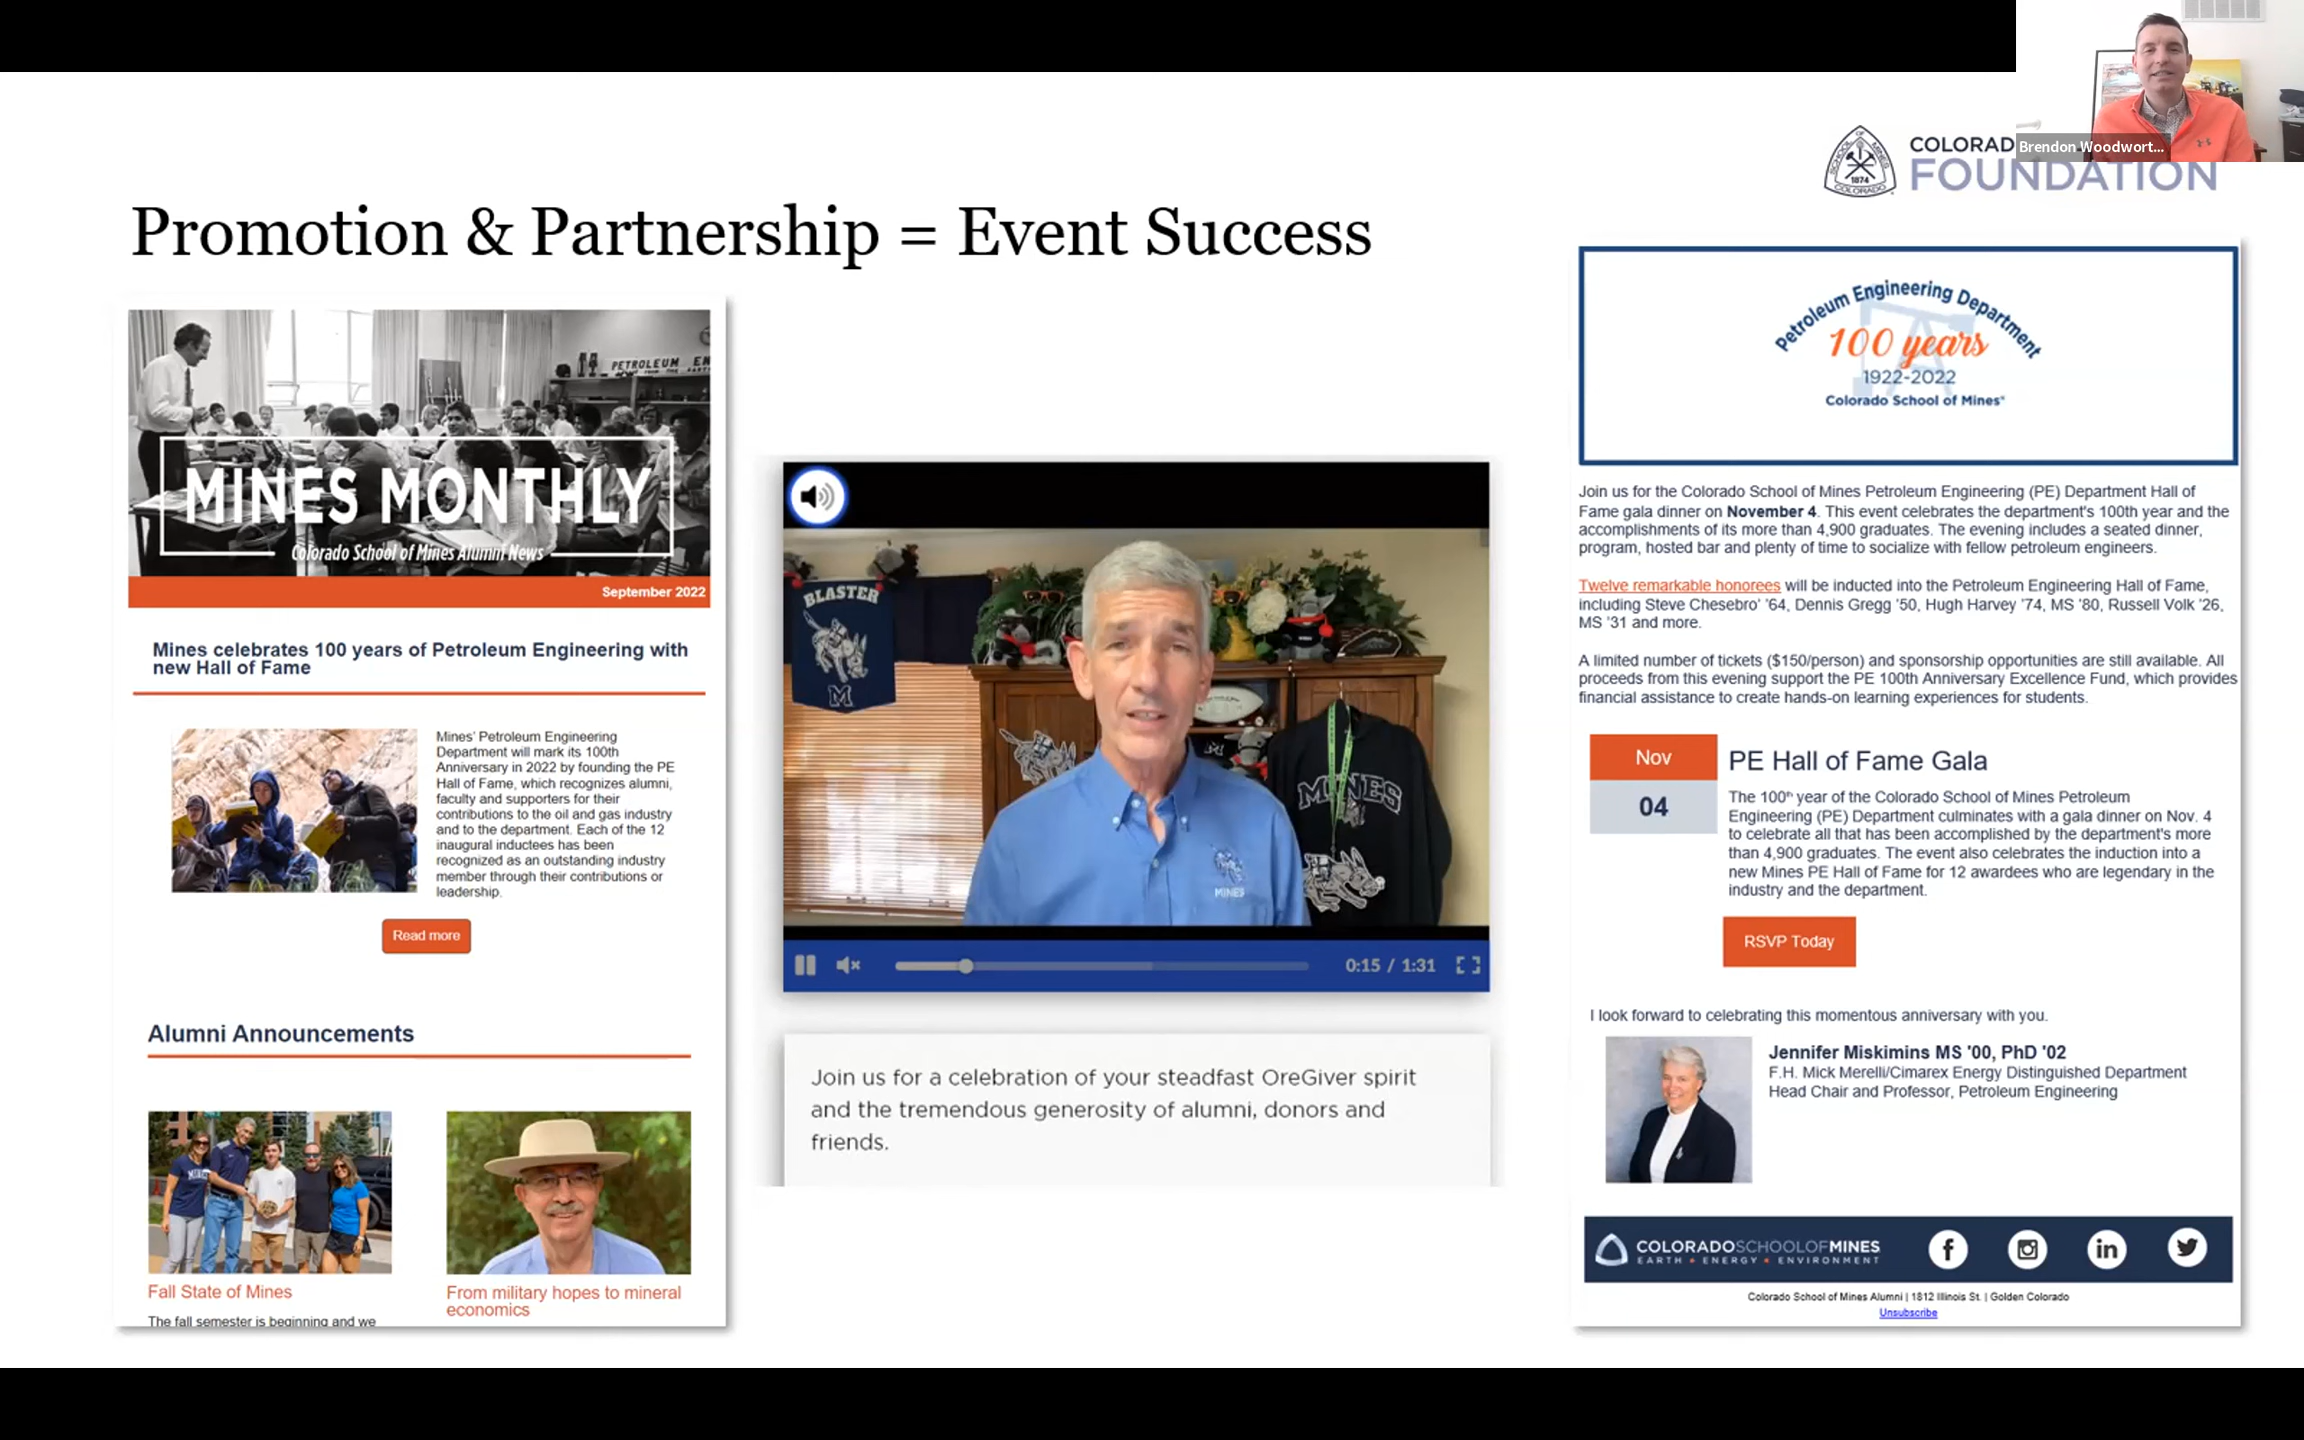 Brendon Woodwort...
COLORAD
FOUNDATION
SCHOOL OF MINES
1874
COLORADO
Promotion & Partnership = Event Success
PETROLEUM EN
MINES MONTHLY
Colorado School of Mines Alumni News
September 2022
Mines celebrates 100 years of Petroleum Engineering with
new Hall of Fame
Mines' Petroleum Engineering
Department will mark its 100th
Anniversary in 2022 by founding the PE
Hall of Fame, which recognizes alumni,
faculty and supporters for their
contributions to the oil and gas industry
and to the department. Each of the 12
inaugural inductees has been
recognized as an outstanding industry
member through their contributions or
leadership.
Read more
Alumni Announcements
MINES
Fall State of Mines
The fall semester is beginning and we
From military hopes to mineral
economics
BLASTER
M
M
MINES
MINES
0:15 / 1:31
Join us for a celebration of your steadfast OreGiver spirit
and the tremendous generosity of alumni, donors and
friends.
Petroleum Engineering Department
100 years
1922-2022
Colorado School of Mines®
Join us for the Colorado School of Mines Petroleum Engineering (PE) Department Hall of
Fame gala dinner on November 4. This event celebrates the department's 100th year and the
accomplishments of its more than 4,900 graduates. The evening includes a seated dinner,
program, hosted bar and plenty of time to socialize with fellow petroleum engineers.
Twelve remarkable honorees will be inducted into the Petroleum Engineering Hall of Fame,
including Steve Chesebro' '64, Dennis Gregg '50, Hugh Harvey '74, MS '80, Russell Volk '26,
MS '31 and more.
A limited number of tickets ($150/person) and sponsorship opportunities are still available. All
proceeds from this evening support the PE 100th Anniversary Excellence Fund, which provides
financial assistance to create hands-on learning experiences for students.
Nov
04
PE Hall of Fame Gala
The 100th year of the Colorado School of Mines Petroleum
Engineering (PE) Department culminates with a gala dinner on Nov. 4
to celebrate all that has been accomplished by the department's more
than 4,900 graduates. The event also celebrates the induction into a
new Mines PE Hall of Fame for 12 awardees who are legendary in the
industry and the department.
RSVP Today
I look forward to celebrating this momentous anniversary with you.
Jennifer Miskimins MS '00, PhD '02
F.H. Mick Merelli/Cimarex Energy Distinguished Department
Head Chair and Professor, Petroleum Engineering
COLORADOSCHOOLOFMINES
EARTH • ENERGY • ENVIRONMENT
Colorado School of Mines Alumni | 1812 Illinois St. | Golden Colorado
Unsubscribe